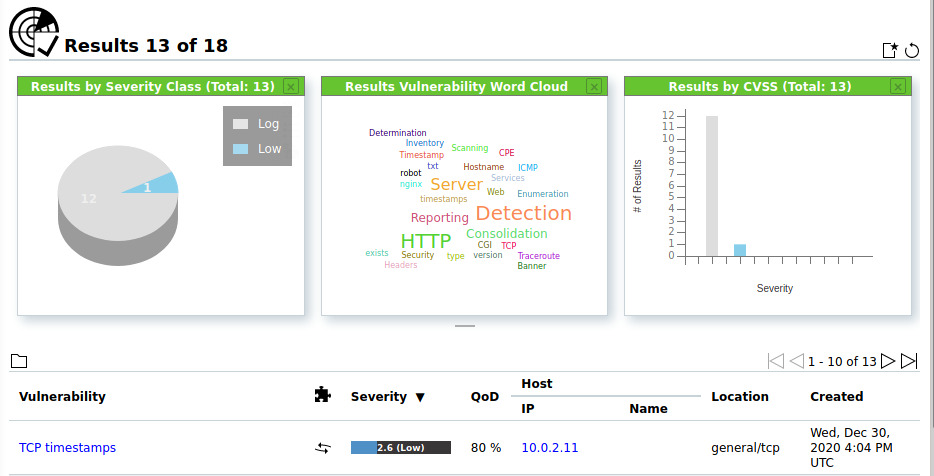 Results 13 of 18
Results by Severity Class (Total: 13)
Log
Low
1
12
Results Vulnerability Word Cloud
Determination
Inventory
Scanning
Timestamp
CPE
txt
Hostname
ICMP
robot
Services
nginx
Server
Web
Enumeration
timestamps
Reporting
Detection
HTTP
Consolidation
CGI
TCP
exists
Security
type
version
Traceroute
Headers
Banner
Results by CVSS (Total: 13)
12
11
10
9
8
7
6
5
4
3
2
1
0
# of Results
Severity
1 - 10 of 13
Vulnerability Severity ▼ QoD Host Location Created
IP Name
TCP timestamps 2.6 (Low) 80 % 10.0.2.11 general/tcp Wed, Dec 30,
2020 4:04 PM
UTC